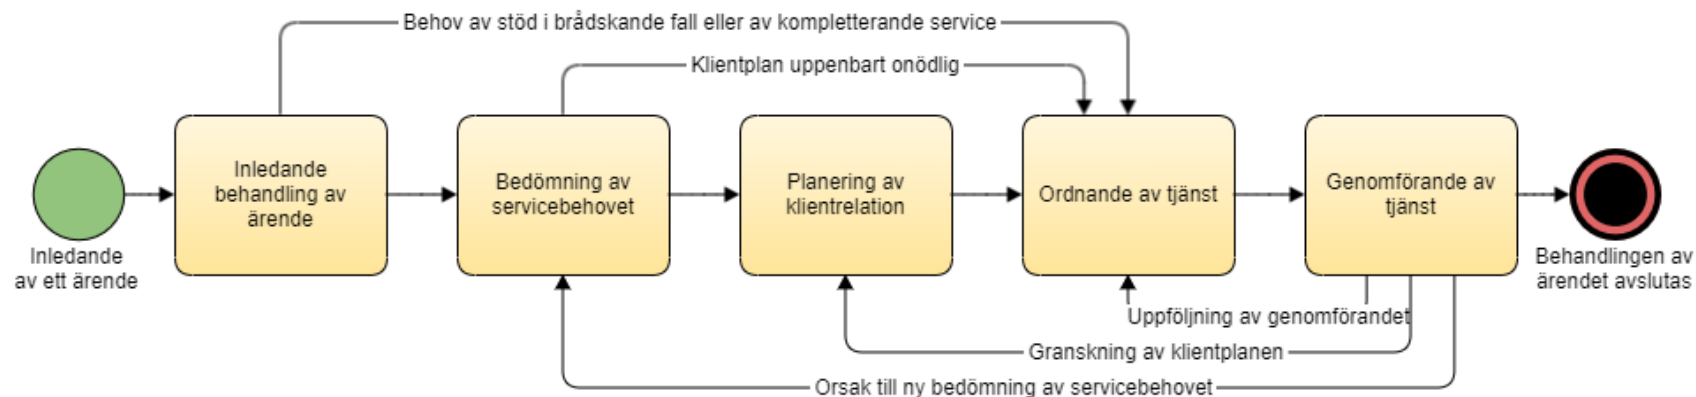 Behov av stöd i brådskande fall eller av kompletterande service
Klientplan uppenbart onödlig
Inledande
av ett ärende
Inledande
behandling av
ärende
Bedömning av
servicebehovet
Planering av
klientrelation
Ordnande av tjänst
Genomförande av
tjänst
Behandlingen av
ärendet avslutas
Uppföljning av genomförandet
Granskning av klientplanen
Orsak till ny bedömning av servicebehovet